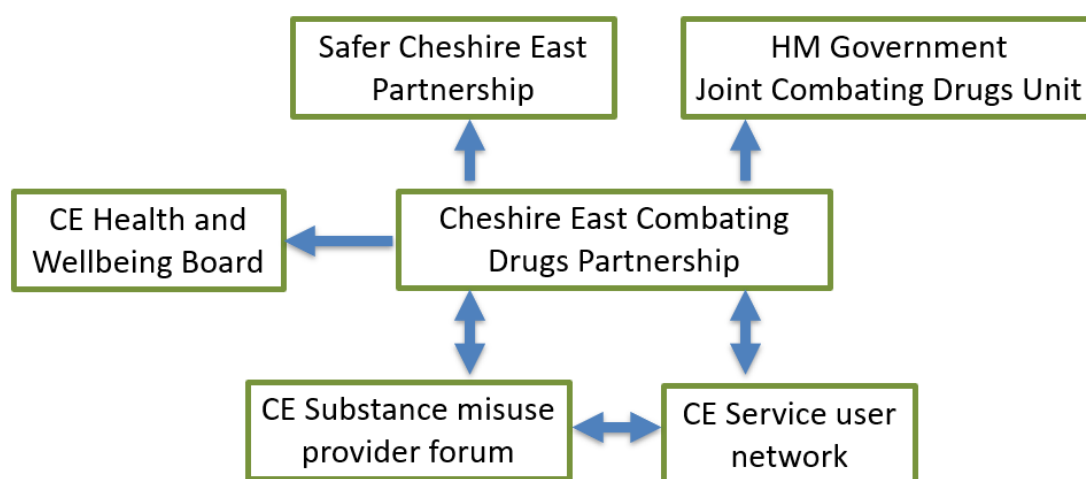 Safer Cheshire East
Partnership
HM Government
Joint Combating Drugs Unit
CE Health and
Wellbeing Board
Cheshire East Combating
Drugs Partnership
CE Substance misuse
provider forum
CE Service user
network